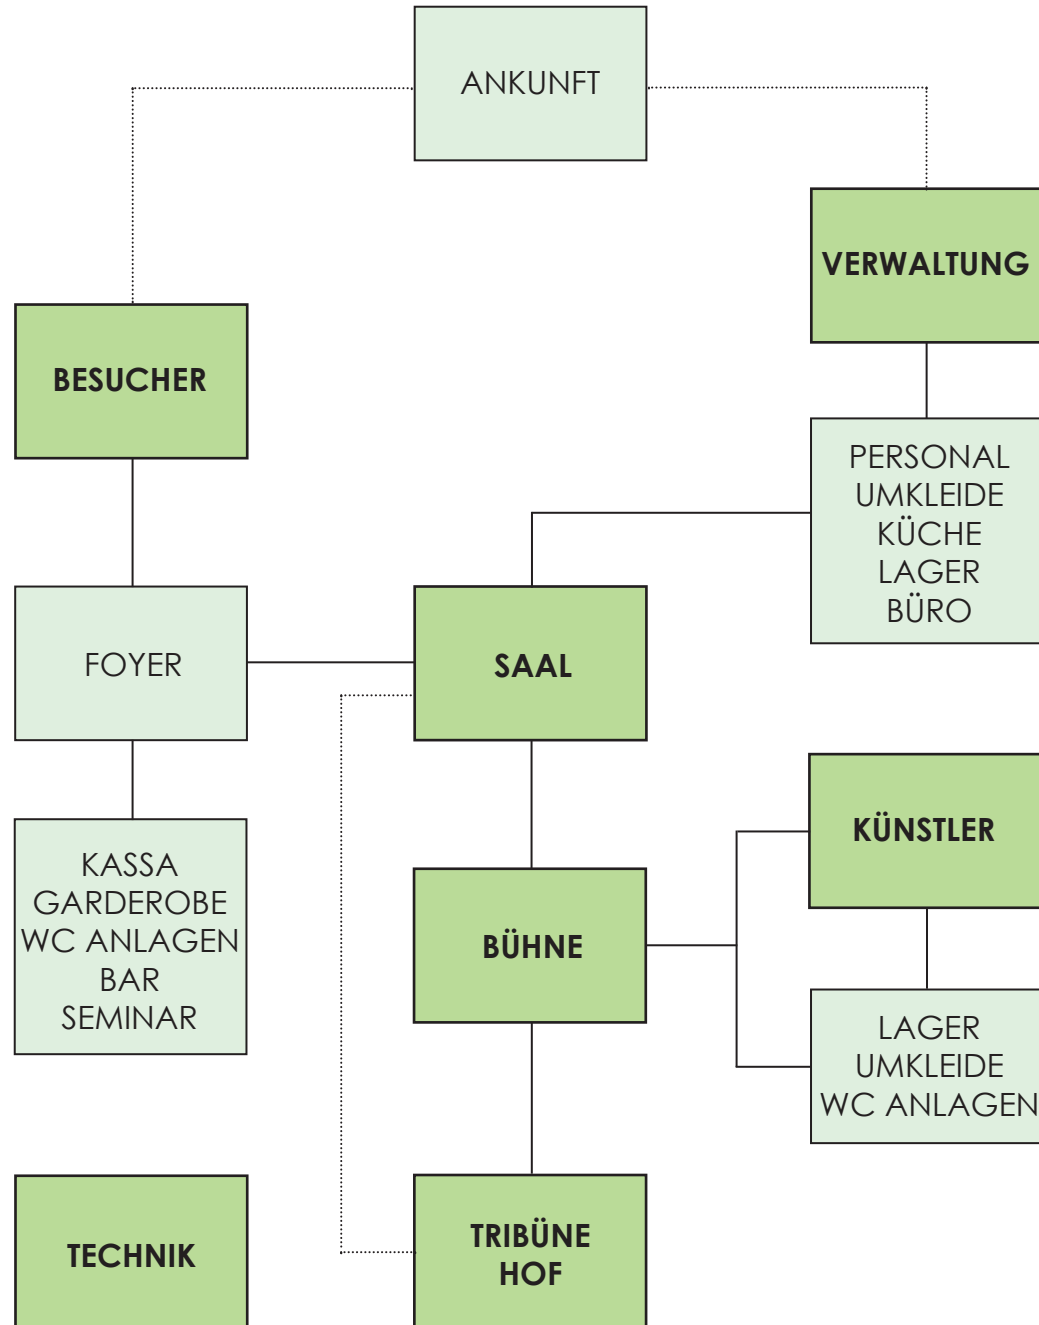 ANKUNFT
VERWALTUNG
BESUCHER
PERSONAL
UMKLEIDE
KÜCHE
LAGER
BÜRO
FOYER
SAAL
KÜNSTLER
KASSA
GARDEROBE
WC ANLAGEN
BAR
SEMINAR
BÜHNE
LAGER
UMKLEIDE
WC ANLAGEN
TECHNIK
TRIBÜNE
HOF